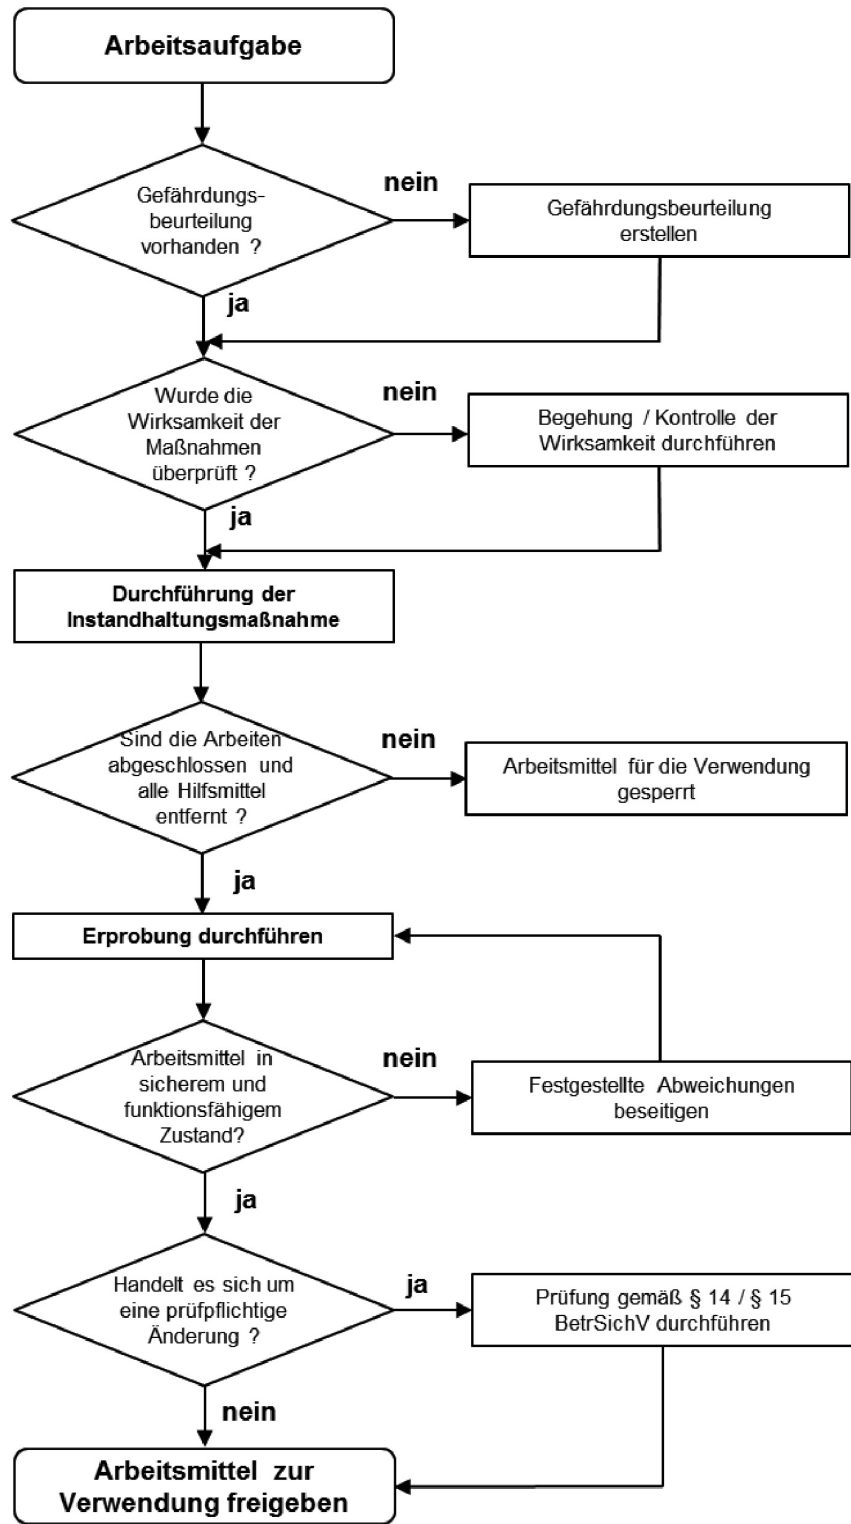 Arbeitsaufgabe
nein
Gefährdungs-
beurteilung
vorhanden ?
Gefährdungsbeurteilung
erstellen
ja
nein
Wurde die
Wirksamkeit der
Maßnahmen
überprüft ?
Begehung / Kontrolle der
Wirksamkeit durchführen
ja
Durchführung der
Instandhaltungsmaßnahme
nein
Sind die Arbeiten
abgeschlossen und
alle Hilfsmittel
entfernt ?
Arbeitsmittel für die Verwendung
gesperrt
ja
Erprobung durchführen
nein
Arbeitsmittel in
sicherem und
funktionsfähigem
Zustand?
Festgestellte Abweichungen
beseitigen
ja
Handelt es sich um
eine prüfpflichtige
Änderung ?
ja
Prüfung gemäß § 14 / § 15
BetrSichV durchführen
nein
Arbeitsmittel zur
Verwendung freigeben